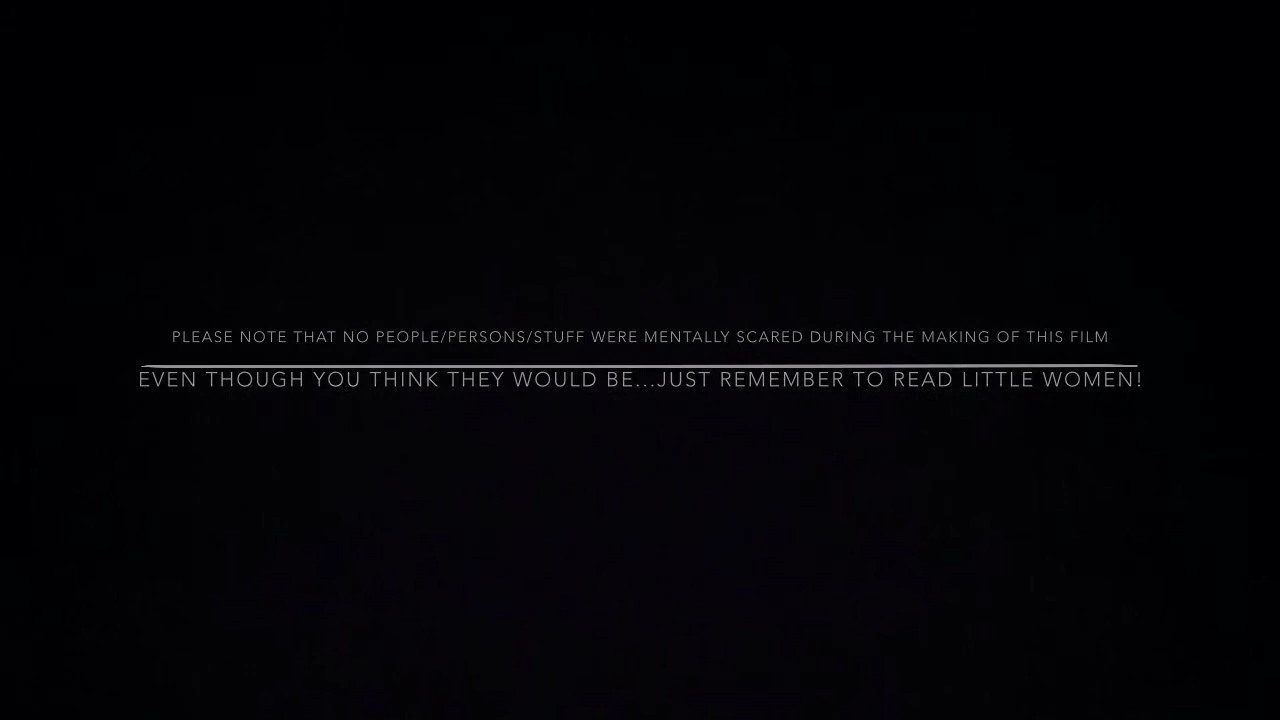 PLEASE NOTE THAT NO PEOPLE/PERSONS/STUFF WERE MENTALLY SCARED DURING THE MAKING OF THIS FILM
EVEN THOUGH YOU THINK THEY WOULD BE...JUST REMEMBER TO READ LITTLE WOMEN!